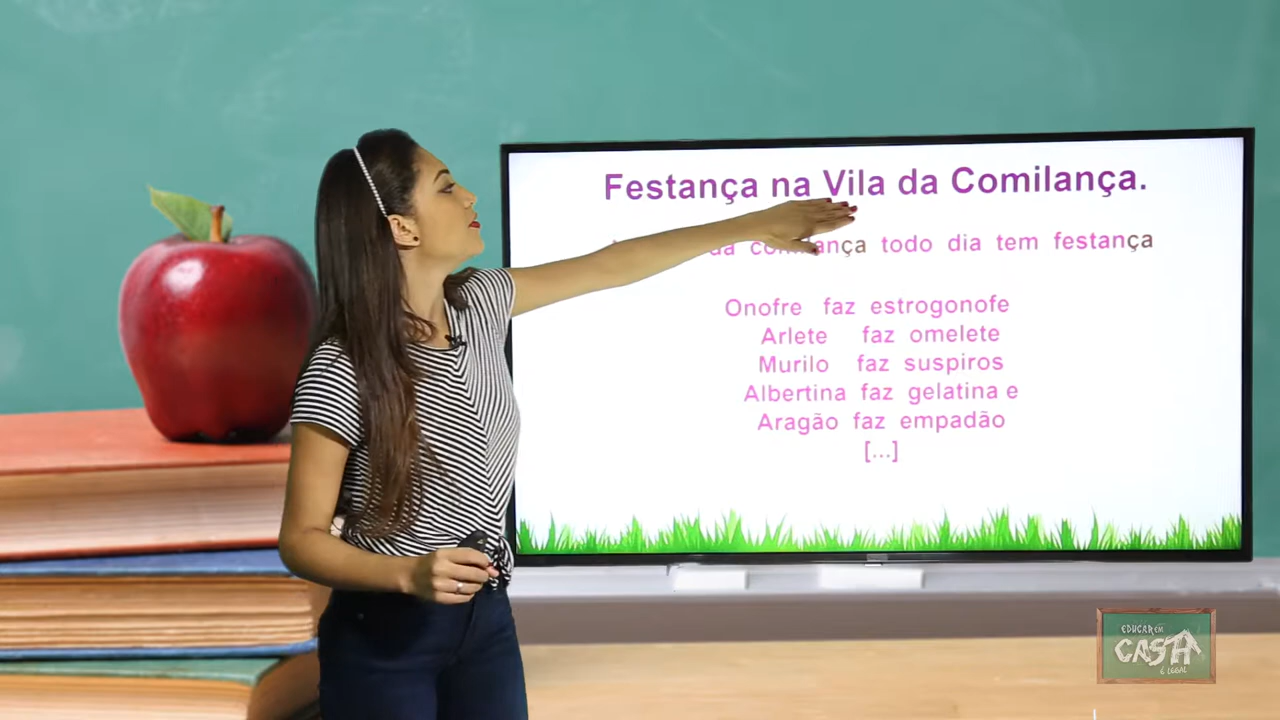 Festança na Vila da Comilança.
da comilança todo dia tem festança
Onofre faz estrogonofe
Arlete faz omelete
Murilo faz suspiros
Albertina faz gelatina e
Aragão faz empadão
[...]
EDUCAR EM
CASA
É LEGAL